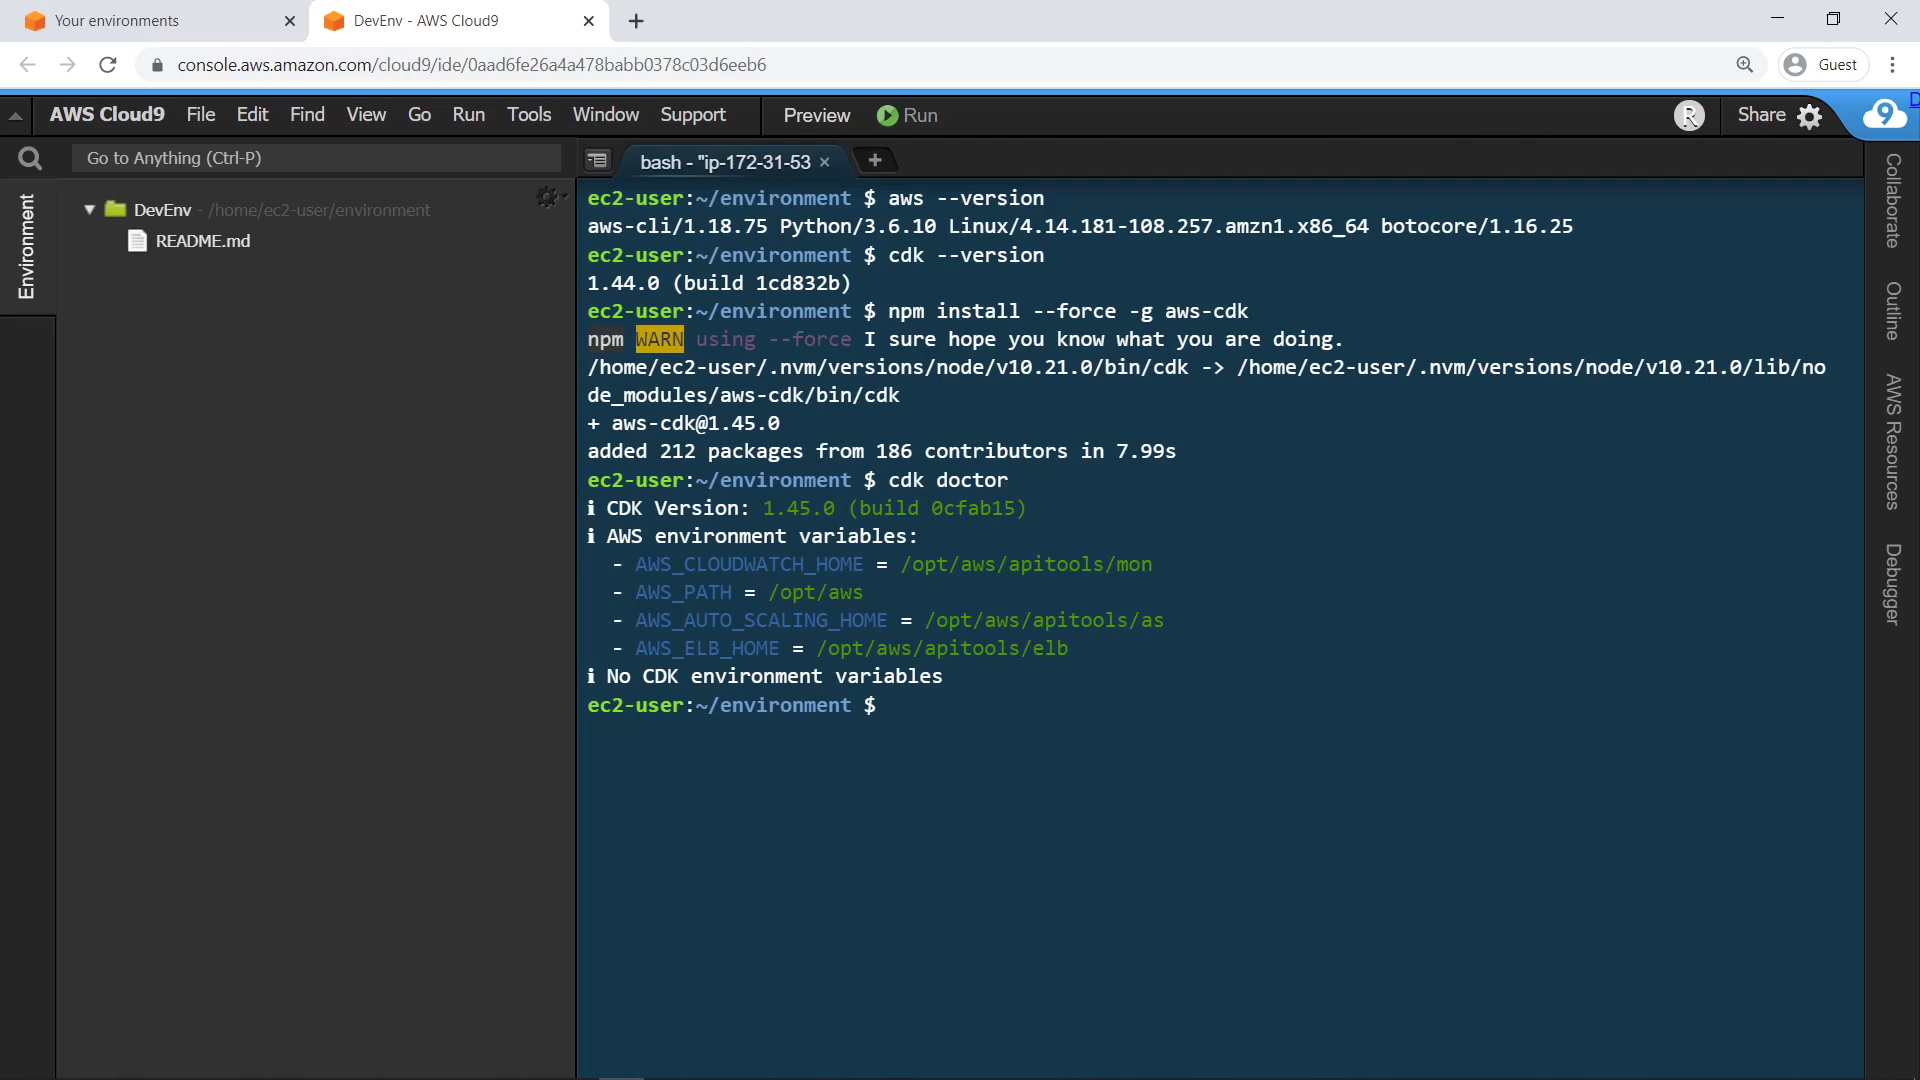 Your environments
DevEnv - AWS Cloud9
console.aws.amazon.com/cloud9/ide/0aad6fe26a4a478babb0378c03d6eeb6
Guest
AWS Cloud9 File Edit Find View Go Run Tools Window Support Preview Run R Share 9 D
Go to Anything (Ctrl-P)
bash - "ip-172-31-53
Environment
DevEnv - /home/ec2-user/environment
README.md
ec2-user:~/environment $ aws --version
aws-cli/1.18.75 Python/3.6.10 Linux/4.14.181-108.257.amzn1.x86_64 botocore/1.16.25
ec2-user:~/environment $ cdk --version
1.44.0 (build 1cd832b)
ec2-user:~/environment $ npm install --force -g aws-cdk
npm WARN using --force I sure hope you know what you are doing.
/home/ec2-user/.nvm/versions/node/v10.21.0/bin/cdk -> /home/ec2-user/.nvm/versions/node/v10.21.0/lib/no
de_modules/aws-cdk/bin/cdk
+ aws-cdk@1.45.0
added 212 packages from 186 contributors in 7.99s
ec2-user:~/environment $ cdk doctor
ℹ CDK Version: 1.45.0 (build 0cfab15)
ℹ AWS environment variables:
- AWS_CLOUDWATCH_HOME = /opt/aws/apitools/mon
- AWS_PATH = /opt/aws
- AWS_AUTO_SCALING_HOME = /opt/aws/apitools/as
- AWS_ELB_HOME = /opt/aws/apitools/elb
ℹ No CDK environment variables
ec2-user:~/environment $
Collaborate
Outline
AWS Resources
Debugger